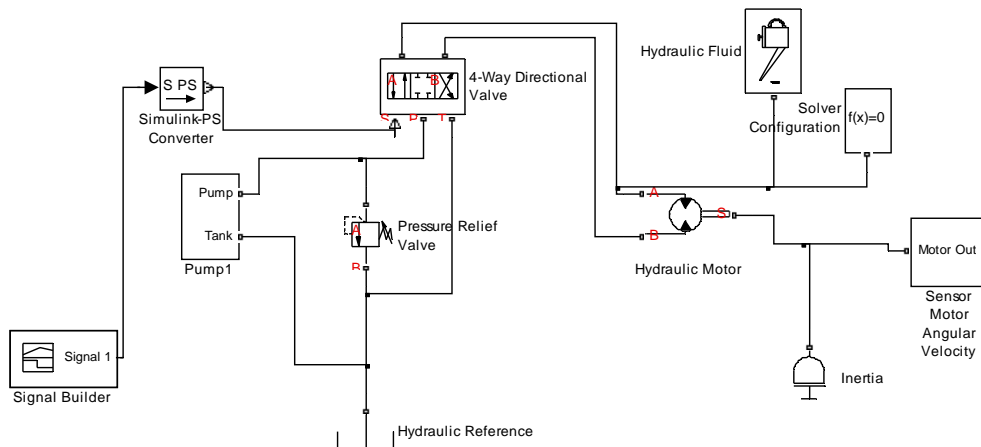 Hydraulic Fluid
A
B
4-Way Directional
Valve
S PS
Simulink-PS
Converter
S
P
T
Solver
Configuration
f(x)=0
Pump
Tank
Pump1
A
Pressure Relief
Valve
B
A
B
S
Hydraulic Motor
Motor Out
Sensor
Motor
Angular
Velocity
Signal 1
Signal Builder
Inertia
Hydraulic Reference